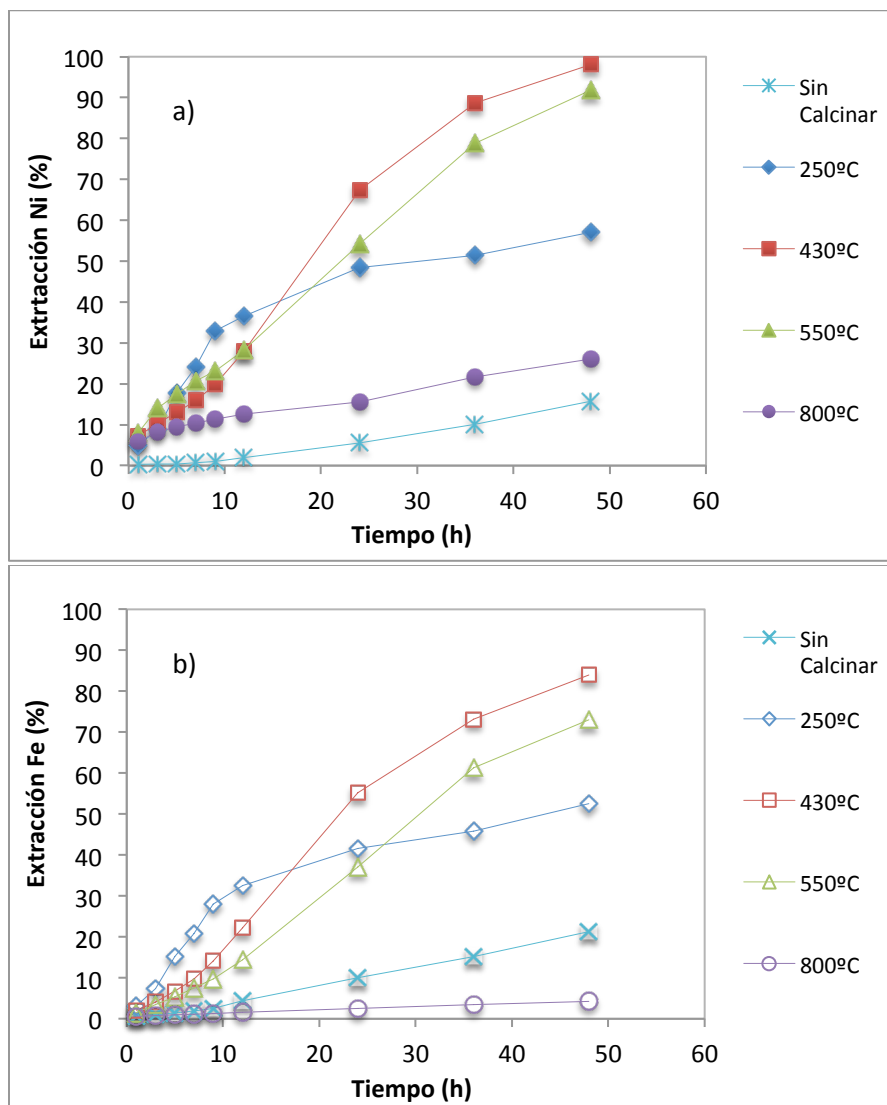 a)
Extrtacción Ni (%)
100
90
80
70
60
50
40
30
20
10
0
0 10 20 30 40 50 60
Tiempo (h)
Sin
Calcinar
250ºC
430ºC
550ºC
800ºC
b)
Extracción Fe (%)
100
90
80
70
60
50
40
30
20
10
0
0 10 20 30 40 50 60
Tiempo (h)
Sin
Calcinar
250ºC
430ºC
550ºC
800ºC